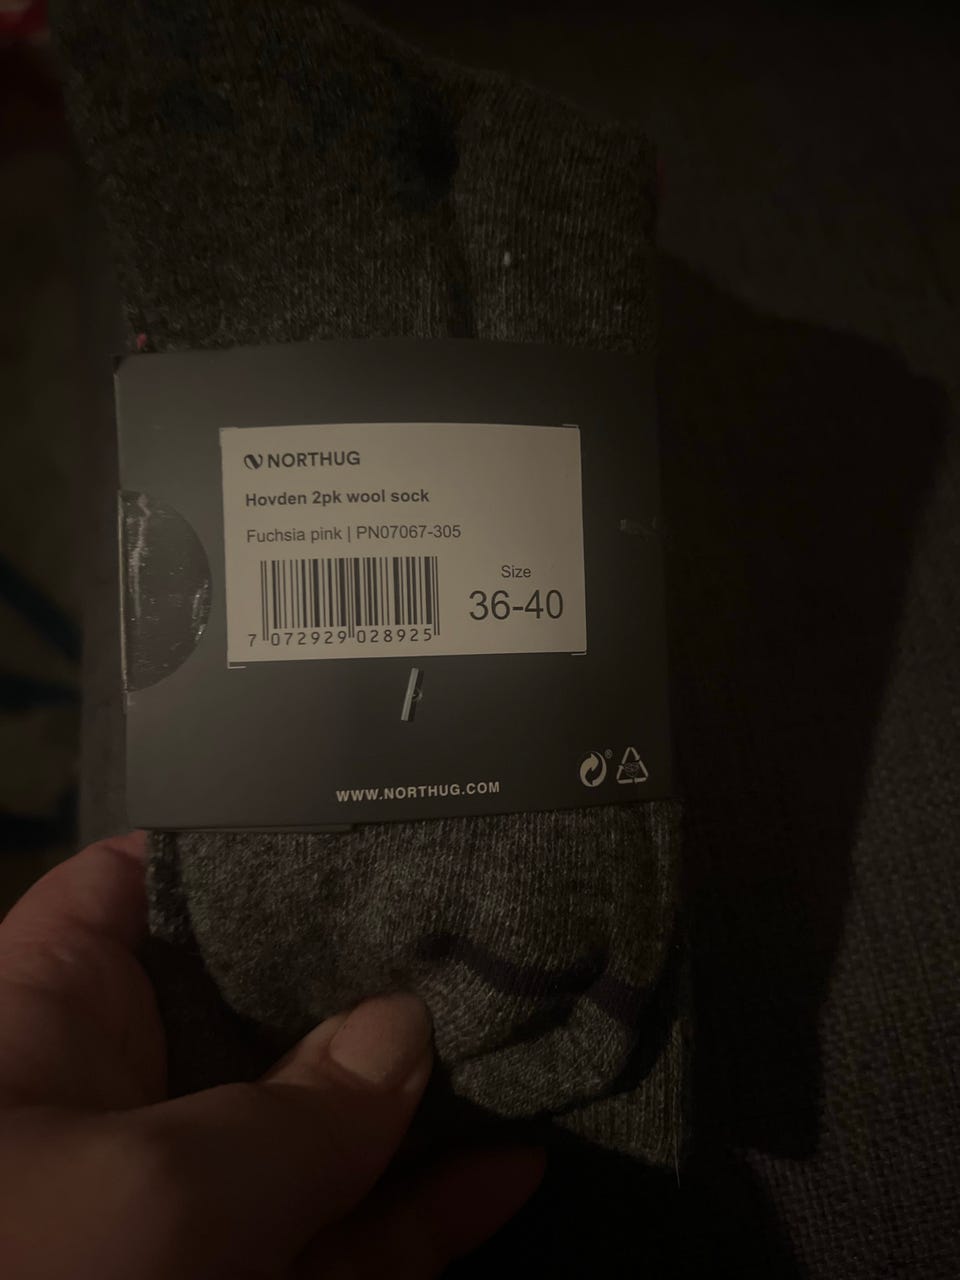 NORTHUG
Hovden 2pk wool sock
Fuchsia pink | PN07067-305
Size
36-40
7 072929 028925
WWW.NORTHUG.COM
®